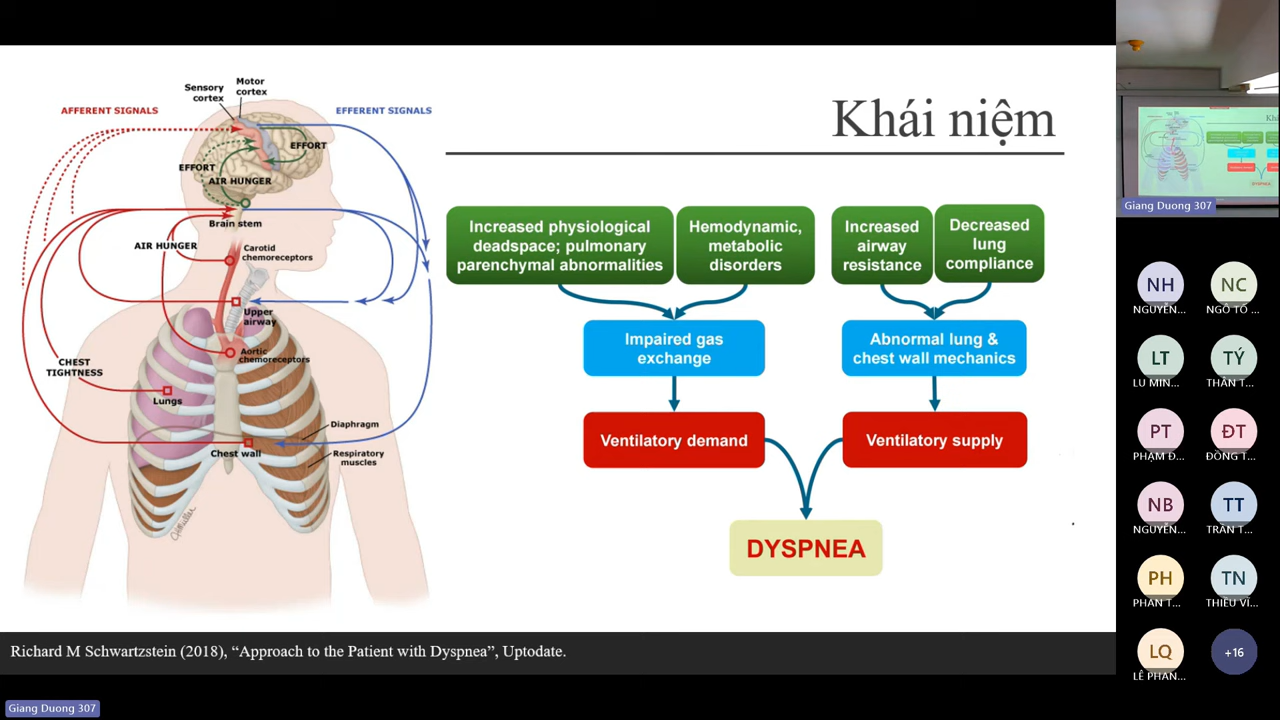 Khái niệm
AFFERENT SIGNALS
Sensory
cortex
Motor
cortex
EFFERENT SIGNALS
EFFORT
EFFORT
AIR HUNGER
Brain stem
AIR HUNGER
Carotid
chemoreceptors
Upper
airway
Aortic
chemoreceptors
CHEST
TIGHTNESS
Lungs
Diaphragm
Chest wall
Respiratory
muscles
Increased physiological
deadspace; pulmonary
parenchymal abnormalities
Hemodynamic,
metabolic
disorders
Increased
airway
resistance
Decreased
lung
compliance
Impaired gas
exchange
Abnormal lung &
chest wall mechanics
Ventilatory demand
Ventilatory supply
DYSPNEA
Richard M Schwartzstein (2018), “Approach to the Patient with Dyspnea”, Uptodate.
Giang Duong 307
Giang Duong 307
NH
NGUYỄN...
NC
NGÔ TỐ ...
LT
LU MIN...
TÝ
THÂN T...
PT
PHẠM Đ...
ĐT
ĐỒNG T...
NB
NGUYỄN...
TT
TRẦN T...
PH
PHAN T...
TN
THIỀU VĨ...
LQ
LÊ PHAN...
+16